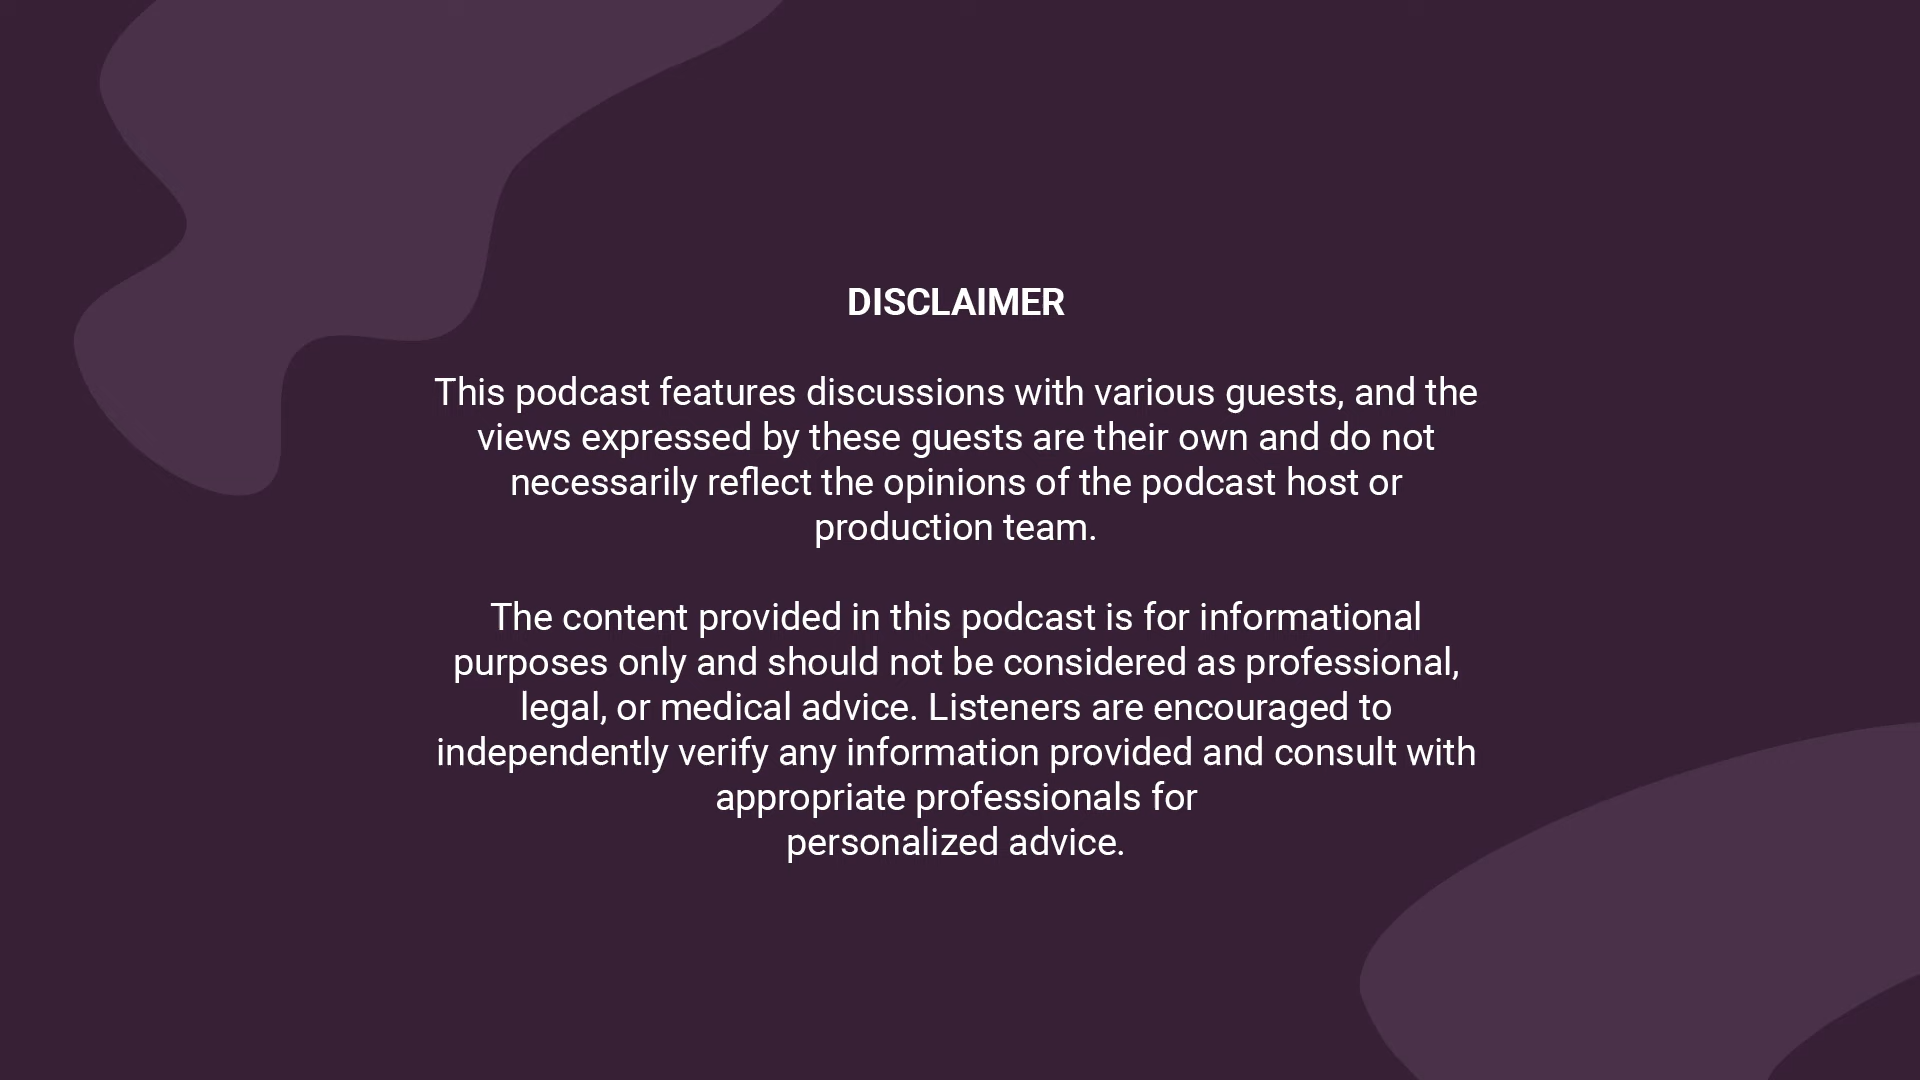 DISCLAIMER
This podcast features discussions with various guests, and the
views expressed by these guests are their own and do not
necessarily reflect the opinions of the podcast host or
production team.
The content provided in this podcast is for informational
purposes only and should not be considered as professional,
legal, or medical advice. Listeners are encouraged to
independently verify any information provided and consult with
appropriate professionals for
personalized advice.